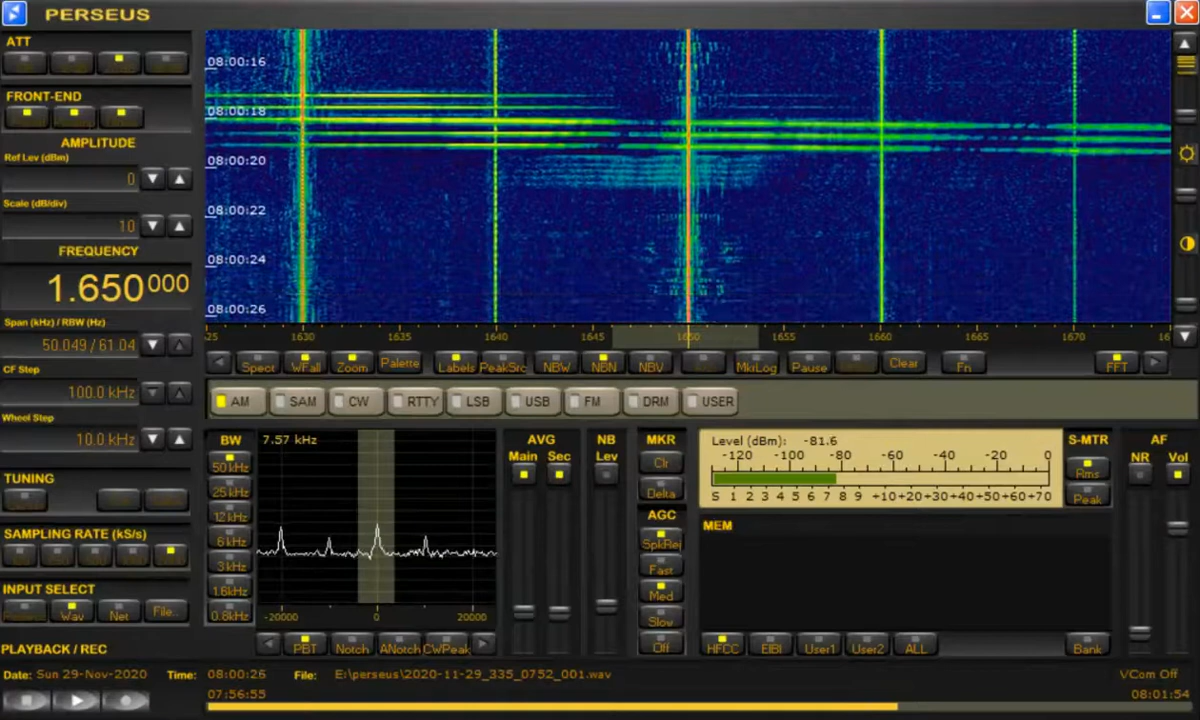 PERSEUS
ATT
FRONT-END
AMPLITUDE
Ref Lev (dBm)
0
Scale (dB/div)
10
FREQUENCY
1.650000
Span (kHz) / RBW (Hz)
50.049 / 61.04
CF Step
100.0 kHz
Wheel Step
10.0 kHz
TUNING
SAMPLING RATE (kS/s)
INPUT SELECT
Wav Net File..
PLAYBACK / REC
08:00:16
08:00:18
08:00:20
08:00:22
08:00:24
08:00:26
1630 1635 1640 1645 1650 1655 1660 1665 1670
Spect WFall Zoom Palette Labels PeakSrc NBW NBN NBV MkrLog Pause Clear Fn FFT
AM SAM CW RTTY LSB USB FM DRM USER
BW
50 kHz
25 kHz
12 kHz
6 kHz
3 kHz
1.6kHz
0.8kHz
7.57 kHz
-20000 0 20000
PBT Notch ANotch CWPeak
AVG
Main Sec
NB
Lev
MKR
Clr
Delta
AGC
SpkRej
Fast
Med
Slow
Off
Level (dBm): -81.6
-120 -100 -80 -60 -40 -20 0
S 1 2 3 4 5 6 7 8 9 +10+20+30+40+50+60+70
S-MTR
Rms
Peak
AF
NR Vol
MEM
HFCC EIBI User1 User2 ALL Bank
Date: Sun 29-Nov-2020 Time: 08:00:26 File: E:\perseus\2020-11-29_335_0752_001.wav VCom Off
07:56:55 08:01:54